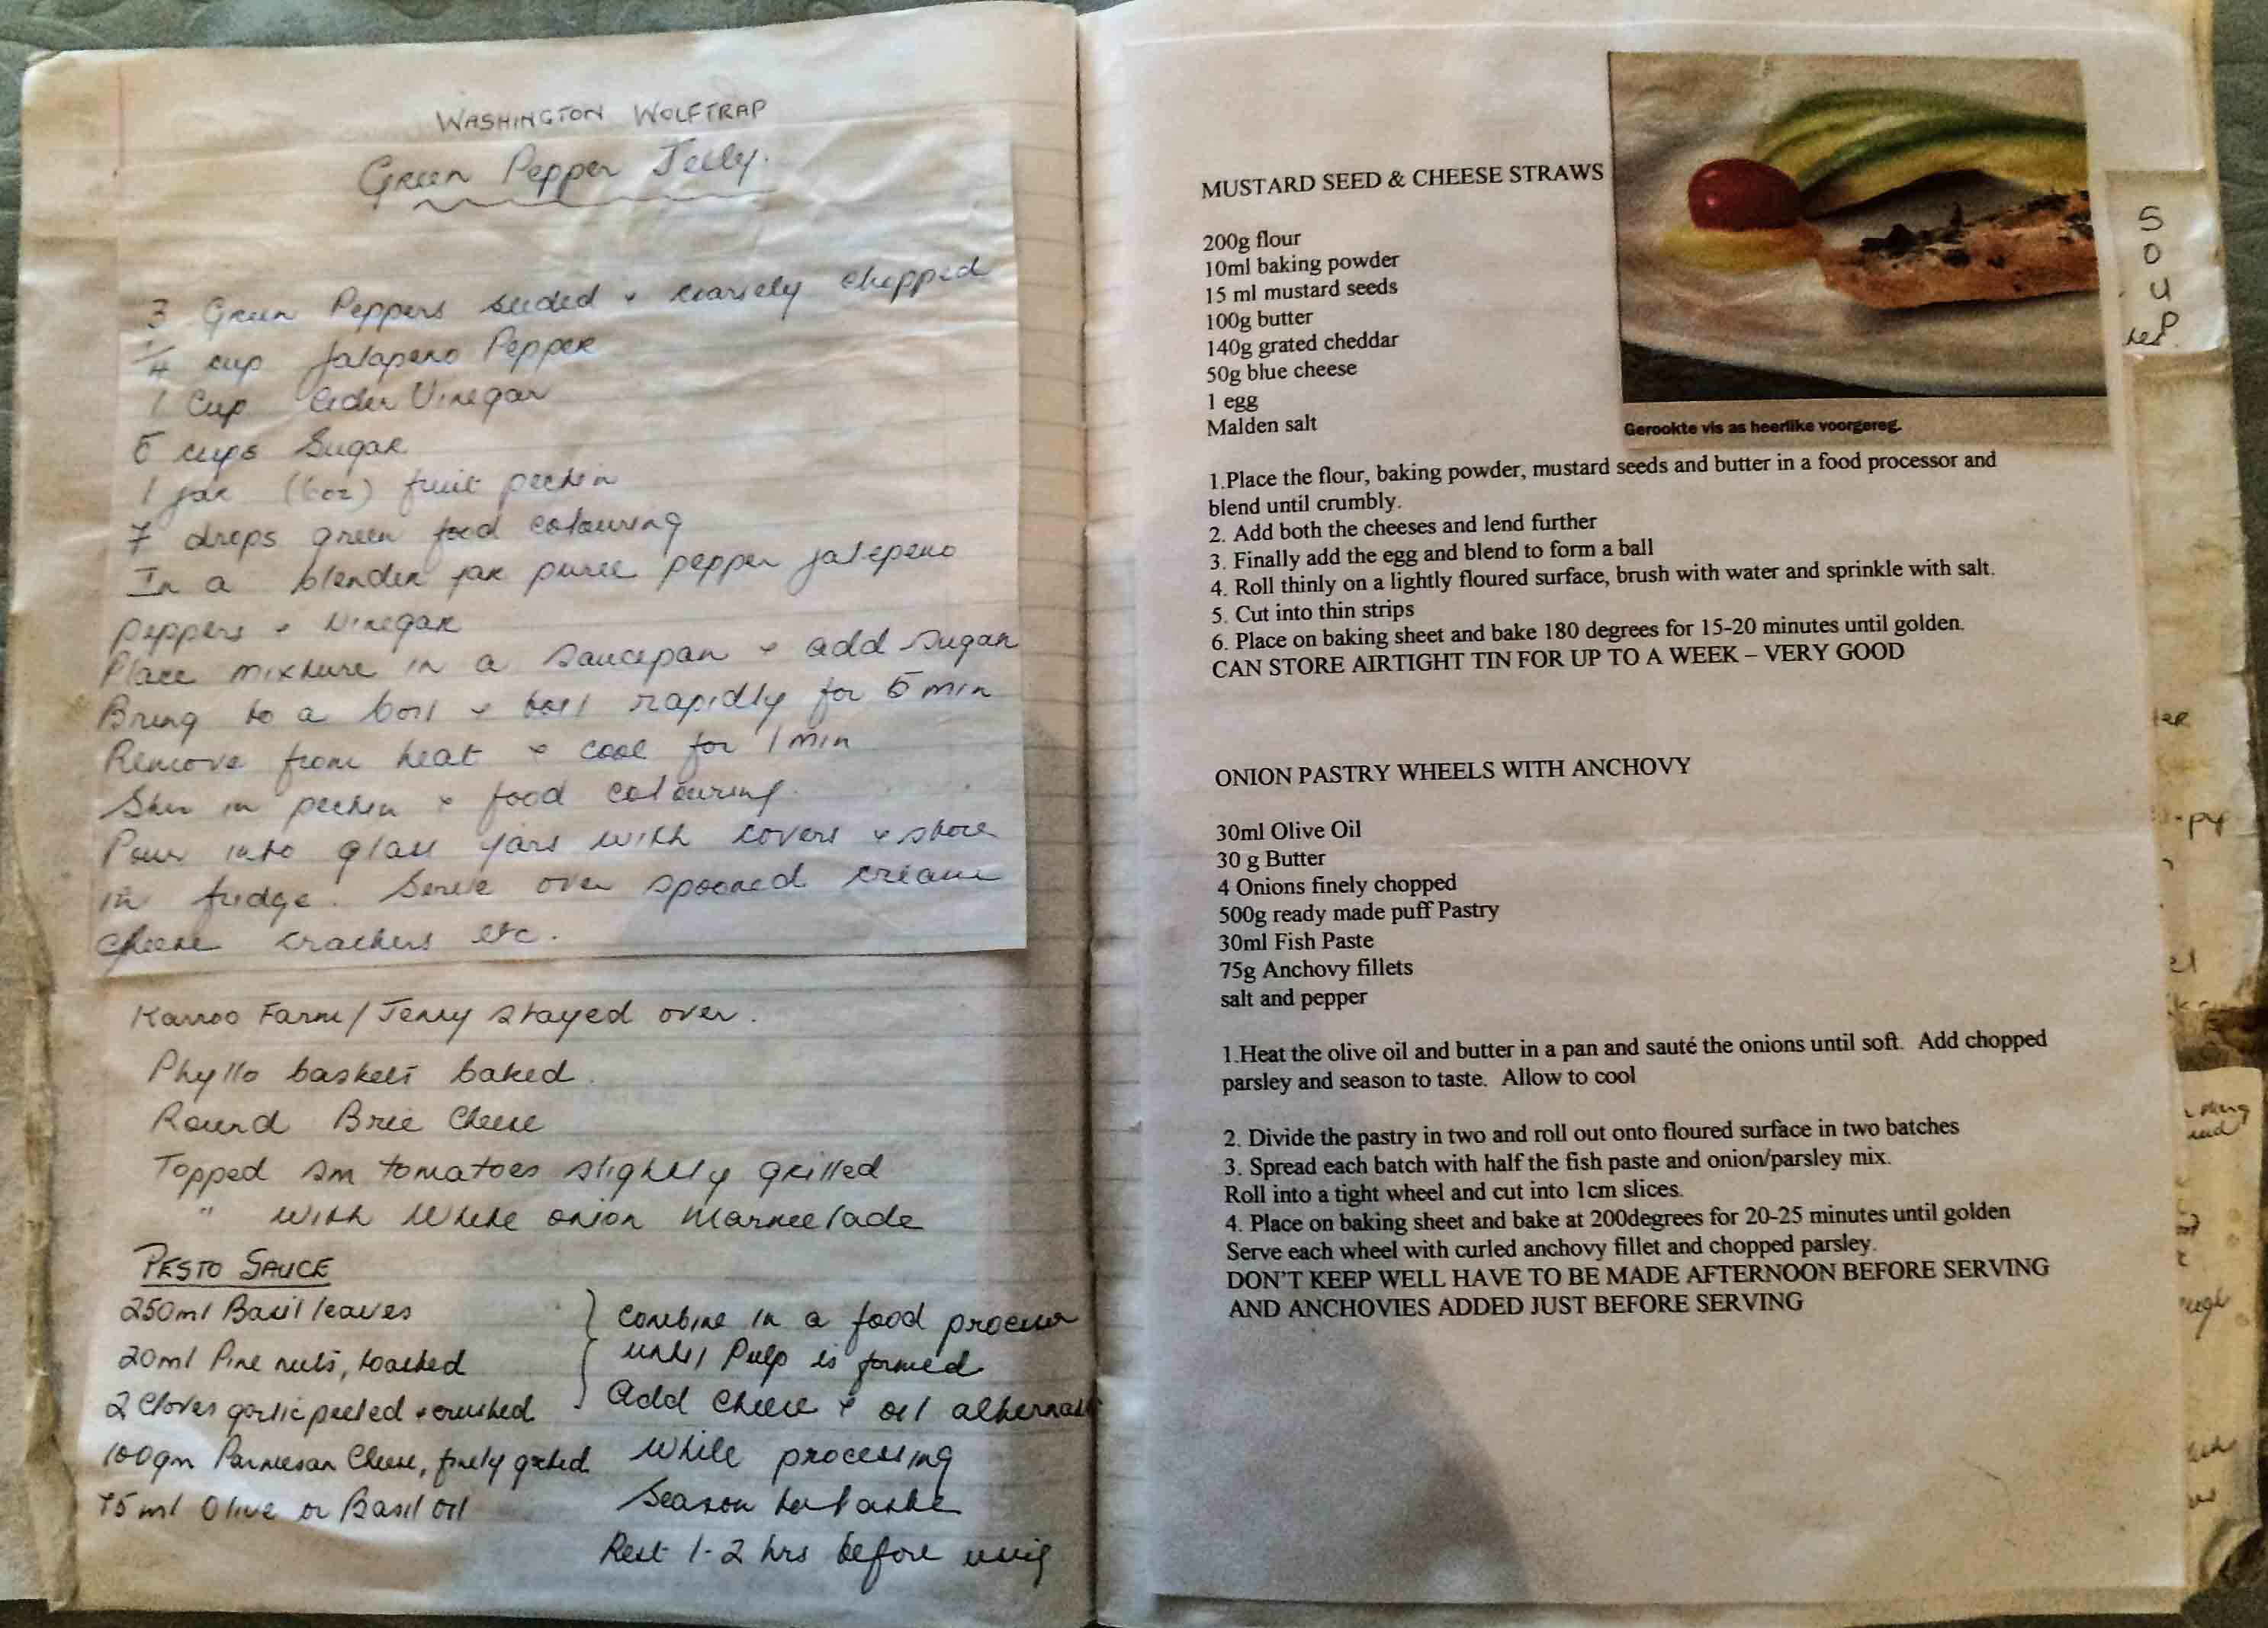 WASHINGTON WOLFTRAP
Green Pepper Jelly.
3 Green Peppers seeded + coarsely chopped
1/4 cup Jalapeno Pepper
1 Cup Cider Vinegar
5 cups Sugar
1 jar (6oz) fruit pectin
7 drops green food colouring
In a blender jar puree pepper jalepeno
peppers + Vinegar
Place mixture in a saucepan + add sugar
Bring to a boil + boil rapidly for 5 min
Remove from heat + cool for 1 min
Stir in pectin + food colouring.
Pour into glass jars with covers + store
in fridge. Serve over spooned cream
cheese crackers etc.
Karroo Farm/Jenny stayed over.
Phyllo baskets baked.
Round Brie Cheese
Topped sm tomatoes slightly grilled
" with White onion Marmelade
PESTO SAUCE
250ml Basil leaves
20ml Pine nuts, toasted
2 Cloves garlic peeled + crushed
100gm Parmesan Cheese, finely grated
75ml Olive or Basil oil
Combine in a food processor
until Pulp is formed
Add Cheese + oil alternate
While processing
Season to taste
Rest 1-2 hrs before using
MUSTARD SEED & CHEESE STRAWS
200g flour
10ml baking powder
15 ml mustard seeds
100g butter
140g grated cheddar
50g blue cheese
1 egg
Malden salt
Gerookte vis as heerlike voorgereg.
1.Place the flour, baking powder, mustard seeds and butter in a food processor and
blend until crumbly.
2. Add both the cheeses and lend further
3. Finally add the egg and blend to form a ball
4. Roll thinly on a lightly floured surface, brush with water and sprinkle with salt.
5. Cut into thin strips
6. Place on baking sheet and bake 180 degrees for 15-20 minutes until golden.
CAN STORE AIRTIGHT TIN FOR UP TO A WEEK – VERY GOOD
ONION PASTRY WHEELS WITH ANCHOVY
30ml Olive Oil
30 g Butter
4 Onions finely chopped
500g ready made puff Pastry
30ml Fish Paste
75g Anchovy fillets
salt and pepper
1.Heat the olive oil and butter in a pan and sauté the onions until soft. Add chopped
parsley and season to taste. Allow to cool
2. Divide the pastry in two and roll out onto floured surface in two batches
3. Spread each batch with half the fish paste and onion/parsley mix.
Roll into a tight wheel and cut into 1cm slices.
4. Place on baking sheet and bake at 200degrees for 20-25 minutes until golden
Serve each wheel with curled anchovy fillet and chopped parsley.
DON'T KEEP WELL HAVE TO BE MADE AFTERNOON BEFORE SERVING
AND ANCHOVIES ADDED JUST BEFORE SERVING
S
O
U
P